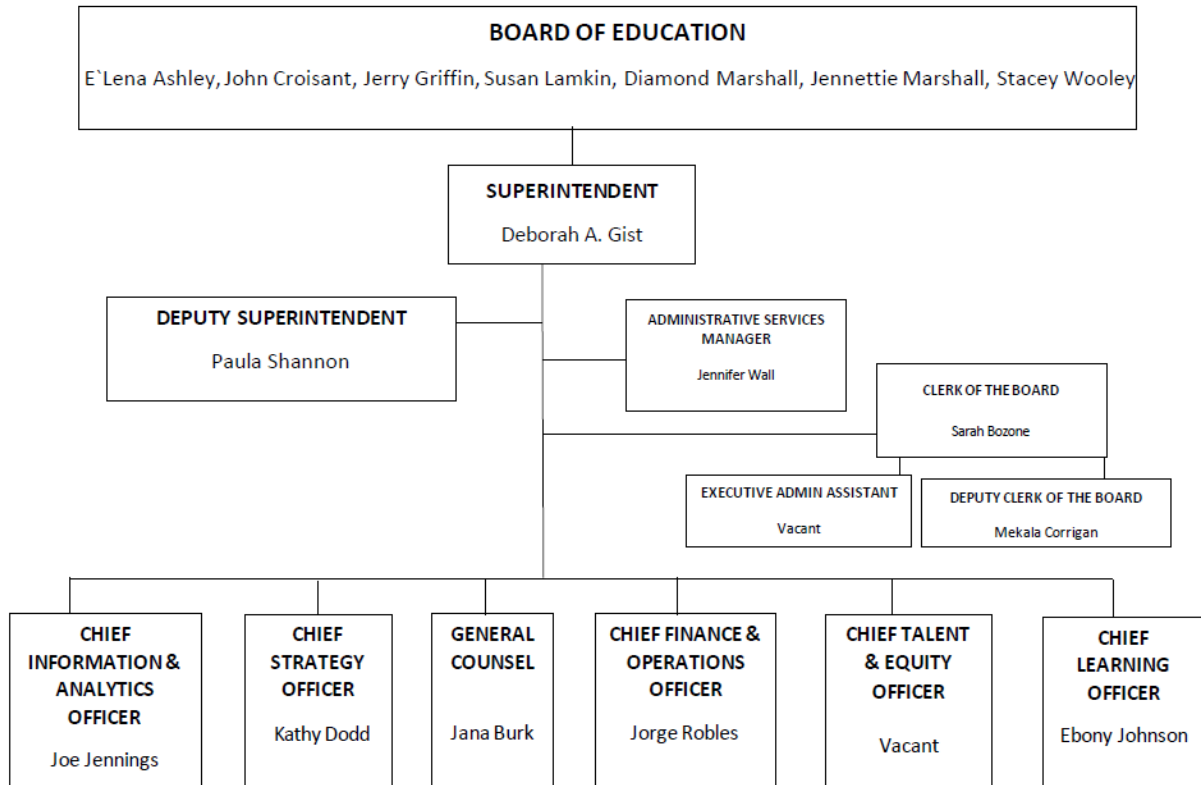 BOARD OF EDUCATION
E`Lena Ashley, John Croisant, Jerry Griffin, Susan Lamkin, Diamond Marshall, Jennettie Marshall, Stacey Wooley
SUPERINTENDENT
Deborah A. Gist
DEPUTY SUPERINTENDENT
Paula Shannon
ADMINISTRATIVE SERVICES
MANAGER
Jennifer Wall
CLERK OF THE BOARD
Sarah Bozone
EXECUTIVE ADMIN ASSISTANT
Vacant
DEPUTY CLERK OF THE BOARD
Mekala Corrigan
CHIEF
INFORMATION &
ANALYTICS
OFFICER
Joe Jennings
CHIEF
STRATEGY
OFFICER
Kathy Dodd
GENERAL
COUNSEL
Jana Burk
CHIEF FINANCE &
OPERATIONS
OFFICER
Jorge Robles
CHIEF TALENT
& EQUITY
OFFICER
Vacant
CHIEF
LEARNING
OFFICER
Ebony Johnson